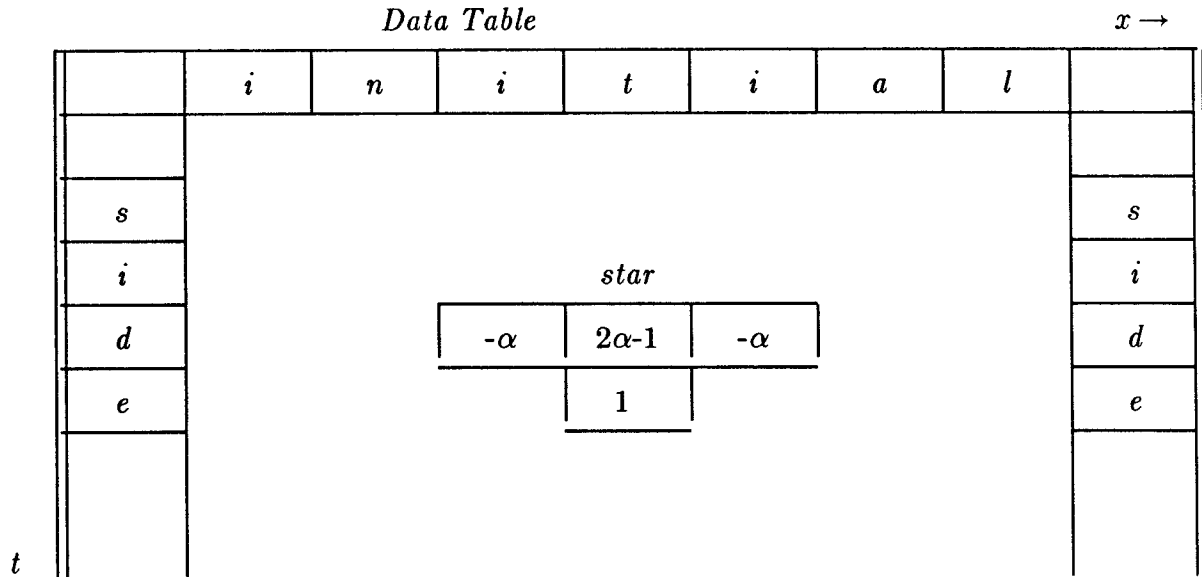 Data Table x →
i n i t i a l
s s
i star i
d -α 2α-1 -α d
e 1 e
t